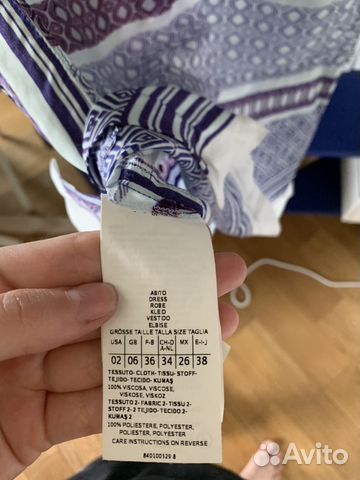 ABITO
DRESS
ROBE
KLEID
VESTIDO
ELBISE
GRÖSSE TAILLE TALLA SIZE TAGLIA
USA GB F-B CH-D A-NL MX E-I-J
02 06 36 34 26 38
TESSUTO- CLOTH- TISSU- STOFF-
TEJIDO- TECIDO- KUMAŞ
100% VISCOSA, VISCOSE,
VISKOSE, VISKOZ
TESSUTO 2- FABRIC 2- TISSU 2-
STOFF 2- 2 TEJIDO- TECIDO 2-
KUMAŞ 2
100% POLIESTERE, POLYESTER,
POLYESTER, POLYESTER
CARE INSTRUCTIONS ON REVERSE
840100129 8
Avito